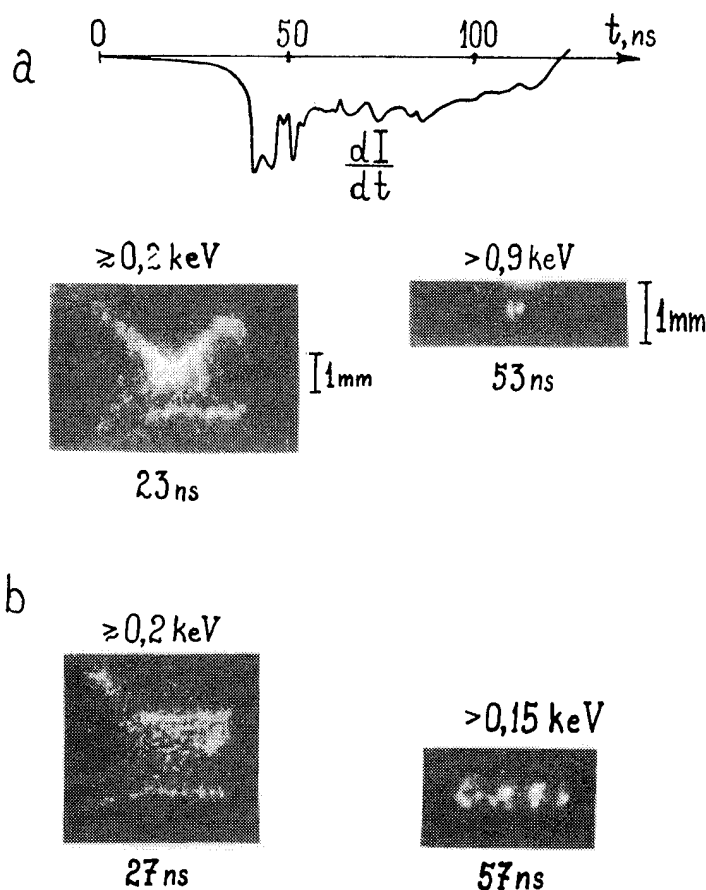 a
0 50 100 t, ns
dI
dt
≳0,2 keV
1mm
23 ns
>0,9 keV
1mm
53 ns
b
≳0,2 keV
27 ns
>0,15 keV
57 ns